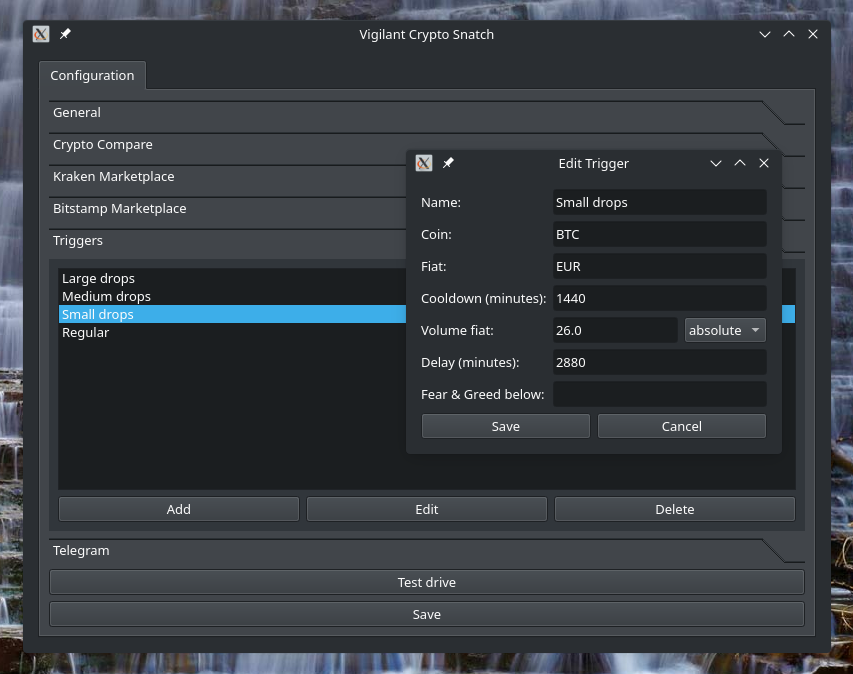 Vigilant Crypto Snatch
Configuration
General
Crypto Compare
Kraken Marketplace
Bitstamp Marketplace
Triggers
Large drops
Medium drops
Small drops
Regular
Add
Edit
Delete
Telegram
Test drive
Save
Edit Trigger
Name: Small drops
Coin: BTC
Fiat: EUR
Cooldown (minutes): 1440
Volume fiat: 26.0 absolute
Delay (minutes): 2880
Fear & Greed below:
Save Cancel